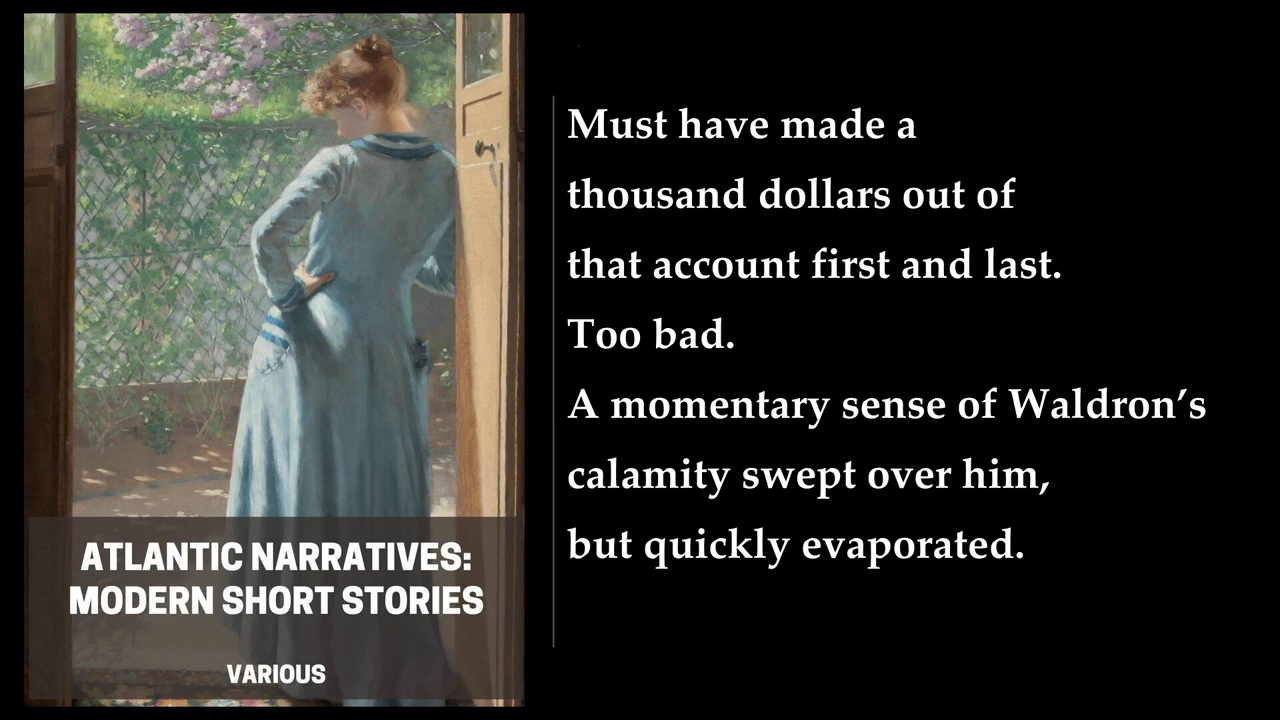 ATLANTIC NARRATIVES:
MODERN SHORT STORIES
VARIOUS
Must have made a
thousand dollars out of
that account first and last.
Too bad.
A momentary sense of Waldron’s
calamity swept over him,
but quickly evaporated.